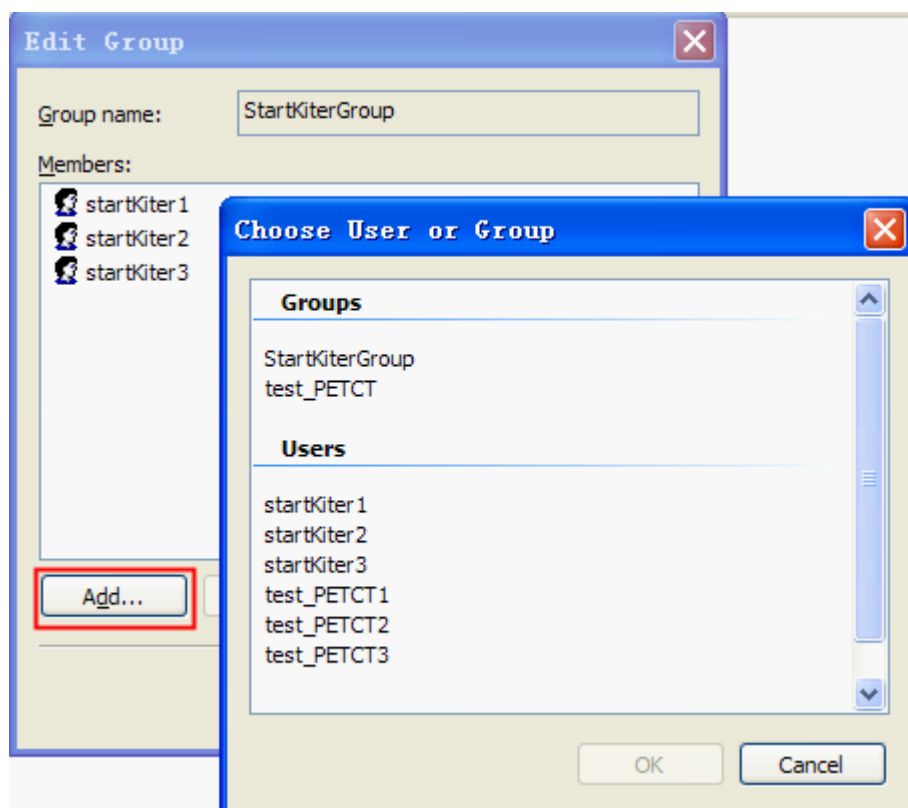 Edit Group
Group name:
StartKiterGroup
Members:
startKiter1
startKiter2
startKiter3
Add...
Choose User or Group
Groups
StartKiterGroup
test_PETCT
Users
startKiter1
startKiter2
startKiter3
test_PETCT1
test_PETCT2
test_PETCT3
OK
Cancel